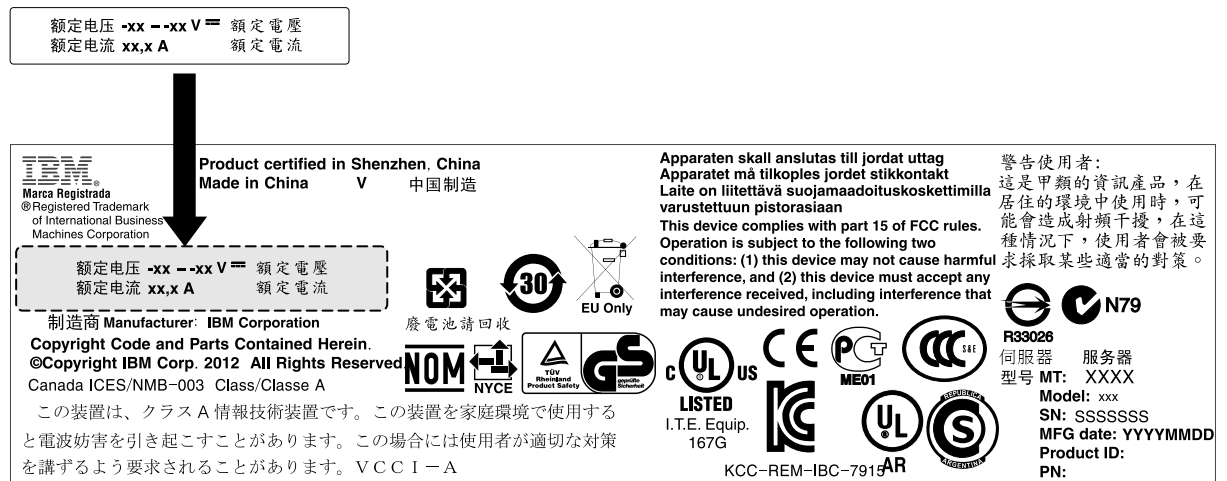 额定电压 -xx – -xx V 額定電壓
额定电流 xx,x A 額定電流
IBM®
Marca Registrada
® Registered Trademark
of International Business
Machines Corporation
Product certified in Shenzhen, China
Made in China V 中国制造
额定电压 -xx – -xx V 額定電壓
额定电流 xx,x A 額定電流
制造商 Manufacturer: IBM Corporation
Copyright Code and Parts Contained Herein.
©Copyright IBM Corp. 2012 All Rights Reserved
Canada ICES/NMB-003 Class/Classe A
この装置は、クラスA情報技術装置です。この装置を家庭環境で使用する
と電波妨害を引き起こすことがあります。この場合には使用者が適切な対策
を講ずるよう要求されることがあります。VCCI-A
廢電池請回收
30
EU Only
NOM
NYCE
TÜV
Rheinland
Product Safety
geprüfte
Sicherheit
GS
Apparaten skall anslutas till jordat uttag
Apparatet må tilkoples jordet stikkontakt
Laite on liitettävä suojamaadoituskoskettimilla
varustettuun pistorasiaan
This device complies with part 15 of FCC rules.
Operation is subject to the following two
conditions: (1) this device may not cause harmful
interference, and (2) this device must accept any
interference received, including interference that
may cause undesired operation.
C UL US
LISTED
I.T.E. Equip.
167G
CE
KC
KCC-REM-IBC-7915
PCT
ME01
CCC
S&E
UL
AR
REPUBLICA
S
ARGENTINA
警告使用者:
這是甲類的資訊產品，在
居住的環境中使用時，可
能會造成射頻干擾，在這
種情況下，使用者會被要
求採取某些適當的對策。
R33026
N79
伺服器 服务器
型号 MT: XXXX
Model: xxx
SN: SSSSSSS
MFG date: YYYYMMDD
Product ID:
PN: